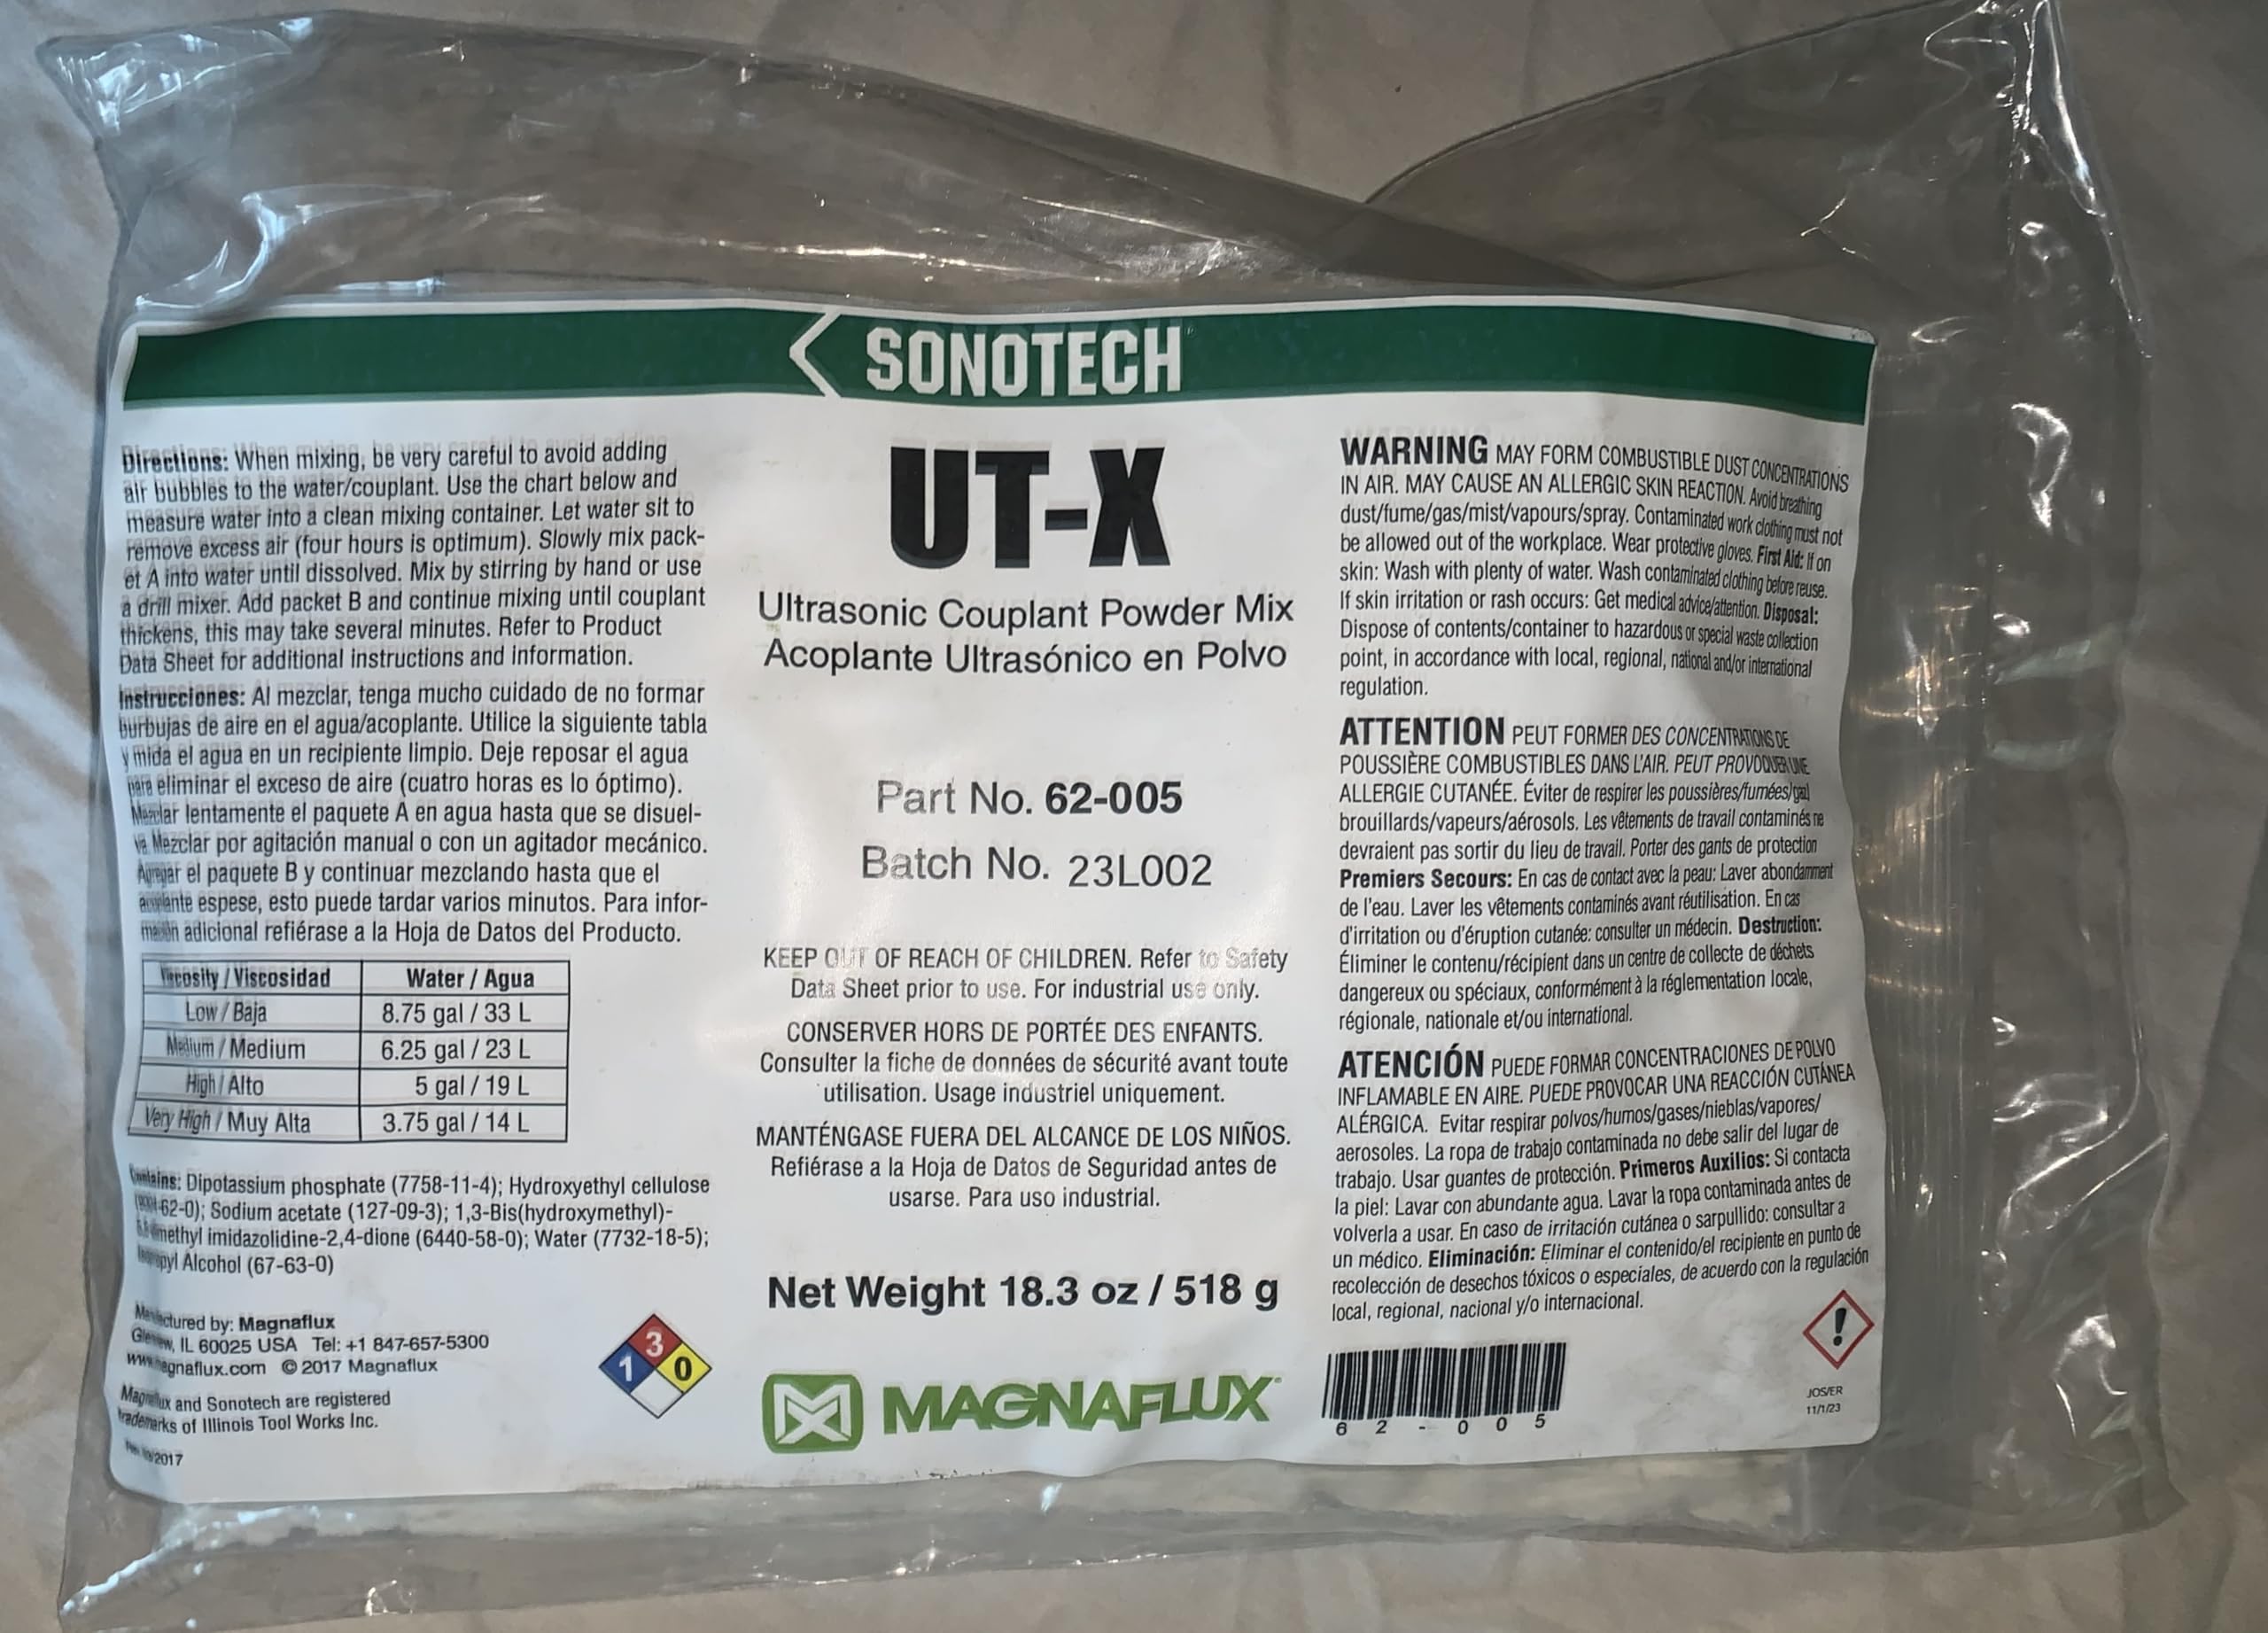 SONOTECH
Directions: When mixing, be very careful to avoid adding
air bubbles to the water/couplant. Use the chart below and
measure water into a clean mixing container. Let water sit to
remove excess air (four hours is optimum). Slowly mix pack-
et A into water until dissolved. Mix by stirring by hand or use
a drill mixer. Add packet B and continue mixing until couplant
thickens, this may take several minutes. Refer to Product
Data Sheet for additional instructions and information.
Instrucciones: Al mezclar, tenga mucho cuidado de no formar
burbujas de aire en el agua/acoplante. Utilice la siguiente tabla
y mida el agua en un recipiente limpio. Deje reposar el agua
para eliminar el exceso de aire (cuatro horas es lo óptimo).
Mezclar lentamente el paquete A en agua hasta que se disuel-
va. Mezclar por agitación manual o con un agitador mecánico.
Agregar el paquete B y continuar mezclando hasta que el
acoplante espese, esto puede tardar varios minutos. Para infor-
mación adicional refiérase a la Hoja de Datos del Producto.
Viscosity / Viscosidad Water / Agua
Low / Baja 8.75 gal / 33 L
Medium / Medium 6.25 gal / 23 L
High / Alto 5 gal / 19 L
Very High / Muy Alta 3.75 gal / 14 L
Contains: Dipotassium phosphate (7758-11-4); Hydroxyethyl cellulose
62-0); Sodium acetate (127-09-3); 1,3-Bis(hydroxymethyl)-
imidazolidine-2,4-dione (6440-58-0); Water (7732-18-5);
Alcohol (67-63-0)
Manufactured by: Magnaflux
Glenview, IL 60025 USA Tel: +1 847-657-5300
www.magnaflux.com © 2017 Magnaflux
Magnaflux and Sonotech are registered
trademarks of Illinois Tool Works Inc.
2017
3
1 0
UT-X
Ultrasonic Couplant Powder Mix
Acoplante Ultrasónico en Polvo
Part No. 62-005
Batch No. 23L002
KEEP OUT OF REACH OF CHILDREN. Refer to Safety
Data Sheet prior to use. For industrial use only.
CONSERVER HORS DE PORTÉE DES ENFANTS.
Consulter la fiche de données de sécurité avant toute
utilisation. Usage industriel uniquement.
MANTÉNGASE FUERA DEL ALCANCE DE LOS NIÑOS.
Refiérase a la Hoja de Datos de Seguridad antes de
usarse. Para uso industrial.
Net Weight 18.3 oz / 518 g
MAGNAFLUX
WARNING MAY FORM COMBUSTIBLE DUST CONCENTRATIONS
IN AIR. MAY CAUSE AN ALLERGIC SKIN REACTION. Avoid breathing
dust/fume/gas/mist/vapours/spray. Contaminated work clothing must not
be allowed out of the workplace. Wear protective gloves. First Aid: If on
skin: Wash with plenty of water. Wash contaminated clothing before reuse.
If skin irritation or rash occurs: Get medical advice/attention. Disposal:
Dispose of contents/container to hazardous or special waste collection
point, in accordance with local, regional, national and/or international
regulation.
ATTENTION PEUT FORMER DES CONCENTRATIONS DE
POUSSIÈRE COMBUSTIBLES DANS L'AIR. PEUT PROVOQUER UNE
ALLERGIE CUTANÉE. Éviter de respirer les poussières/fumées/gaz/
brouillards/vapeurs/aérosols. Les vêtements de travail contaminés ne
devraient pas sortir du lieu de travail. Porter des gants de protection
Premiers Secours: En cas de contact avec la peau: Laver abondamment
de l'eau. Laver les vêtements contaminés avant réutilisation. En cas
d'irritation ou d'éruption cutanée: consulter un médecin. Destruction:
Éliminer le contenu/récipient dans un centre de collecte de déchets
dangereux ou spéciaux, conformément à la réglementation locale,
régionale, nationale et/ou international.
ATENCIÓN PUEDE FORMAR CONCENTRACIONES DE POLVO
INFLAMABLE EN AIRE. PUEDE PROVOCAR UNA REACCIÓN CUTÁNEA
ALÉRGICA. Evitar respirar polvos/humos/gases/nieblas/vapores/
aerosoles. La ropa de trabajo contaminada no debe salir del lugar de
trabajo. Usar guantes de protección. Primeros Auxilios: Si contacta
la piel: Lavar con abundante agua. Lavar la ropa contaminada antes de
volverla a usar. En caso de irritación cutánea o sarpullido: consultar a
un médico. Eliminación: Eliminar el contenido/el recipiente en punto de
recolección de desechos tóxicos o especiales, de acuerdo con la regulación
local, regional, nacional y/o internacional.
62-005
!
JOS/ER
11/1/23